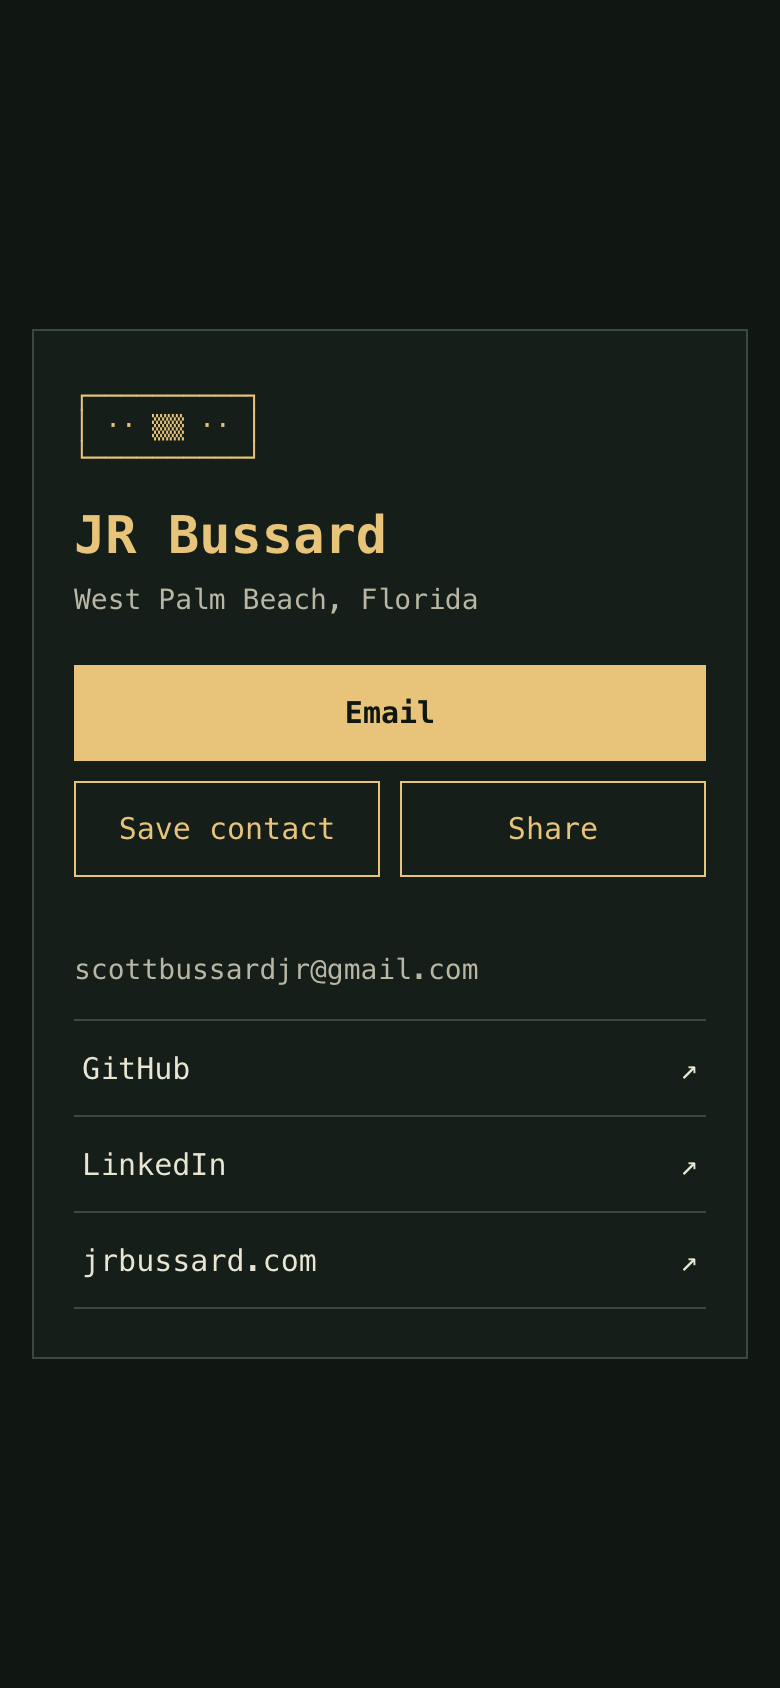 ·· ▒▒ ··
JR Bussard
West Palm Beach, Florida
Email
Save contact
Share
scottbussardjr@gmail.com
GitHub ↗
LinkedIn ↗
jrbussard.com ↗